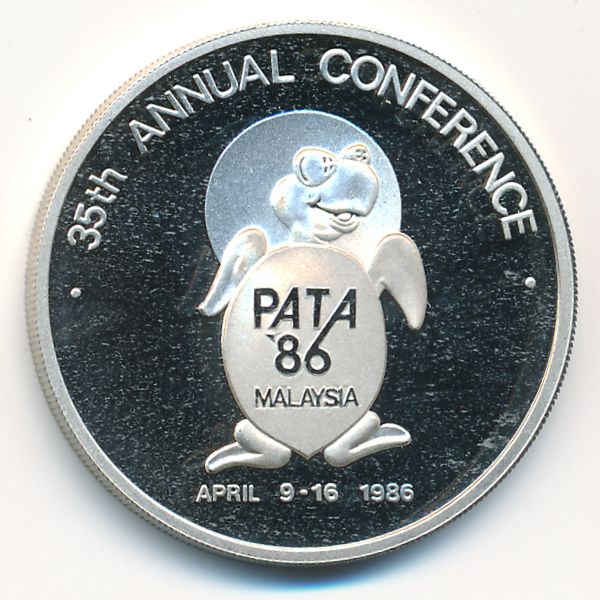 35th ANNUAL CONFERENCE
PATA
'86
MALAYSIA
APRIL 9-16 1986